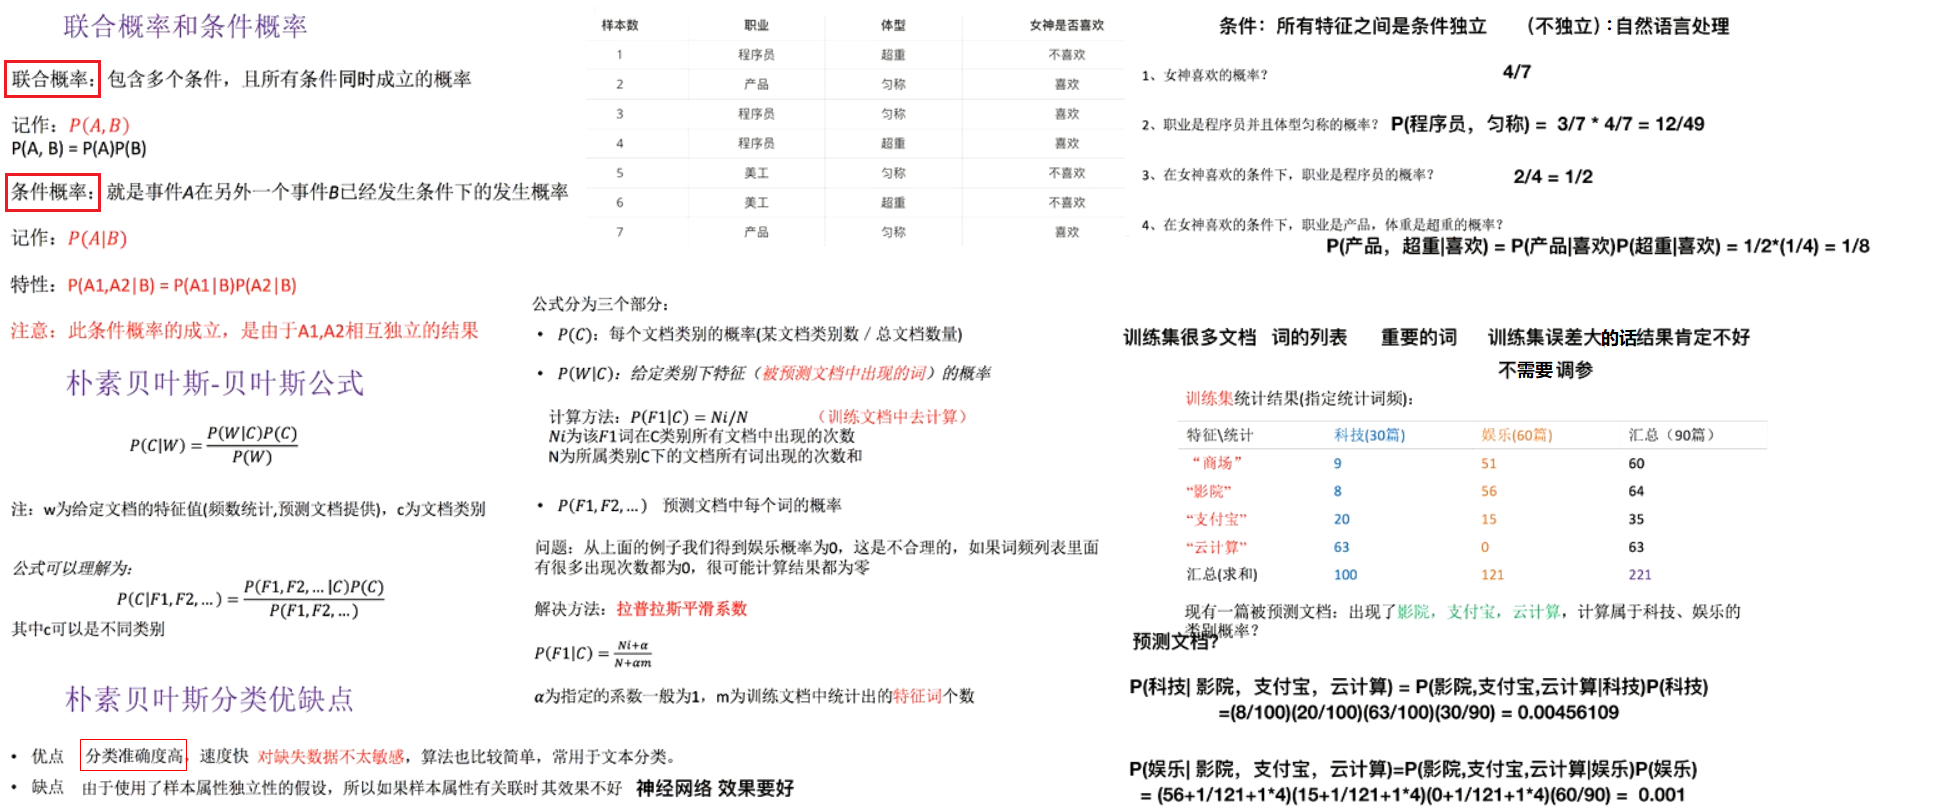 联合概率和条件概率
联合概率：包含多个条件，且所有条件同时成立的概率
记作：P(A,B)
P(A, B) = P(A)P(B)
条件概率：就是事件A在另外一个事件B已经发生条件下的发生概率
记作：P(A|B)
特性：P(A1,A2|B) = P(A1|B)P(A2|B)
注意：此条件概率的成立，是由于A1,A2相互独立的结果
朴素贝叶斯-贝叶斯公式
P(C|W) = P(W|C)P(C) / P(W)
注：w为给定文档的特征值(频数统计,预测文档提供)，c为文档类别
公式可以理解为:
P(C|F1,F2,…) = P(F1,F2,…|C)P(C) / P(F1,F2,…)
其中c可以是不同类别
朴素贝叶斯分类优缺点
• 优点 分类准确度高，速度快 对缺失数据不太敏感，算法也比较简单，常用于文本分类。
• 缺点 由于使用了样本属性独立性的假设，所以如果样本属性有关联时其效果不好 神经网络 效果要好
样本数 职业 体型 女神是否喜欢
1 程序员 超重 不喜欢
2 产品 匀称 喜欢
3 程序员 匀称 喜欢
4 程序员 超重 喜欢
5 美工 匀称 不喜欢
6 美工 超重 不喜欢
7 产品 匀称 喜欢
公式分为三个部分：
• P(C)：每个文档类别的概率(某文档类别数／总文档数量)
• P(W|C)：给定类别下特征（被预测文档中出现的词）的概率
计算方法：P(F1|C) = Ni/N （训练文档中去计算）
Ni为该F1词在C类别所有文档中出现的次数
N为所属类别C下的文档所有词出现的次数和
• P(F1,F2,…) 预测文档中每个词的概率
问题：从上面的例子我们得到娱乐概率为0，这是不合理的，如果词频列表里面
有很多出现次数都为0，很可能计算结果都为零
解决方法：拉普拉斯平滑系数
P(F1|C) = Ni+α / N+αm
α为指定的系数一般为1，m为训练文档中统计出的特征词个数
条件：所有特征之间是条件独立 （不独立）：自然语言处理
1、女神喜欢的概率？ 4/7
2、职业是程序员并且体型匀称的概率？ P(程序员，匀称) = 3/7 * 4/7 = 12/49
3、在女神喜欢的条件下，职业是程序员的概率？ 2/4 = 1/2
4、在女神喜欢的条件下，职业是产品，体重是超重的概率？
P(产品，超重|喜欢) = P(产品|喜欢)P(超重|喜欢) = 1/2*(1/4) = 1/8
训练集很多文档 词的列表 重要的词 训练集误差大的话结果肯定不好
不需要 调参
训练集统计结果(指定统计词频)：
特征\统计 科技(30篇) 娱乐(60篇) 汇总（90篇）
“商场” 9 51 60
“影院” 8 56 64
“支付宝” 20 15 35
“云计算” 63 0 63
汇总(求和) 100 121 221
现有一篇被预测文档：出现了影院，支付宝，云计算，计算属于科技、娱乐的
类别概率？
预测文档？
P(科技| 影院，支付宝，云计算) = P(影院,支付宝,云计算|科技)P(科技)
=(8/100)(20/100)(63/100)(30/90) = 0.00456109
P(娱乐| 影院，支付宝，云计算)=P(影院,支付宝,云计算|娱乐)P(娱乐)
= (56+1/121+1*4)(15+1/121+1*4)(0+1/121+1*4)(60/90) = 0.001